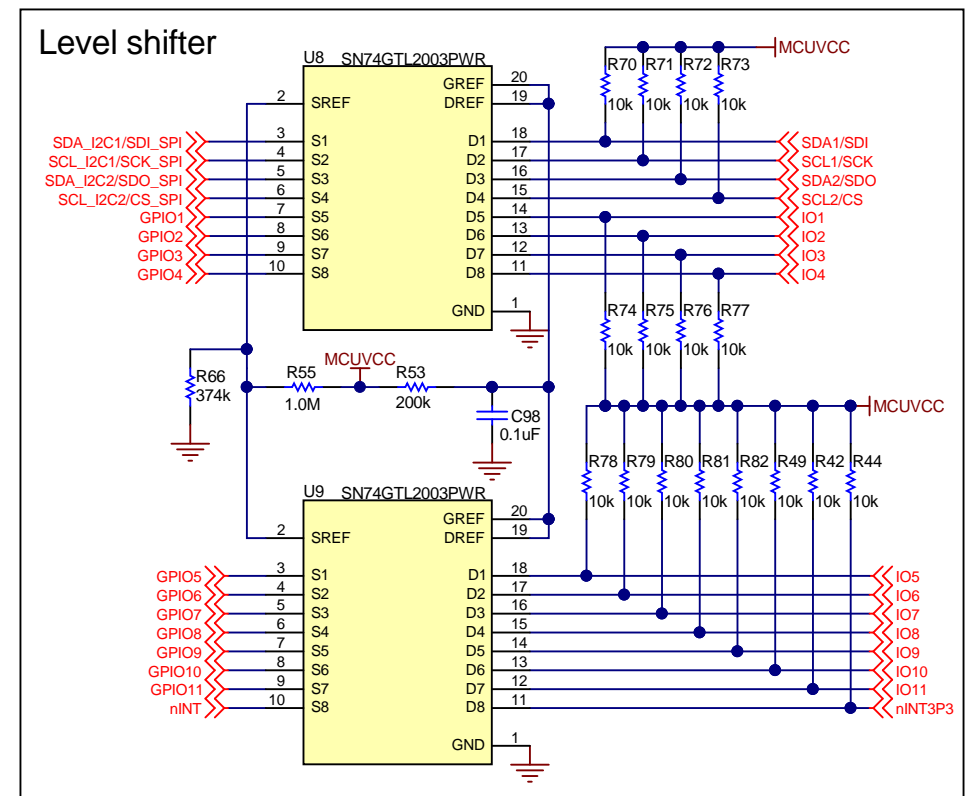 Level shifter
U8 SN74GTL2003PWR
GREF 20
2 SREF DREF 19
SDA_I2C1/SDI_SPI 3 S1 D1 18 SDA1/SDI
SCL_I2C1/SCK_SPI 4 S2 D2 17 SCL1/SCK
SDA_I2C2/SDO_SPI 5 S3 D3 16 SDA2/SDO
SCL_I2C2/CS_SPI 6 S4 D4 15 SCL2/CS
GPIO1 7 S5 D5 14 IO1
GPIO2 8 S6 D6 13 IO2
GPIO3 9 S7 D7 12 IO3
GPIO4 10 S8 D8 11 IO4
GND 1
MCUVCC
R70 R71 R72 R73
10k 10k 10k 10k
R74 R75 R76 R77
10k 10k 10k 10k
MCUVCC
R66 R55 R53
374k 1.0M 200k
C98
0.1uF
MCUVCC
R78 R79 R80 R81 R82 R49 R42 R44
10k 10k 10k 10k 10k 10k 10k 10k
U9 SN74GTL2003PWR
GREF 20
2 SREF DREF 19
GPIO5 3 S1 D1 18 IO5
GPIO6 4 S2 D2 17 IO6
GPIO7 5 S3 D3 16 IO7
GPIO8 6 S4 D4 15 IO8
GPIO9 7 S5 D5 14 IO9
GPIO10 8 S6 D6 13 IO10
GPIO11 9 S7 D7 12 IO11
nINT 10 S8 D8 11 nINT3P3
GND 1